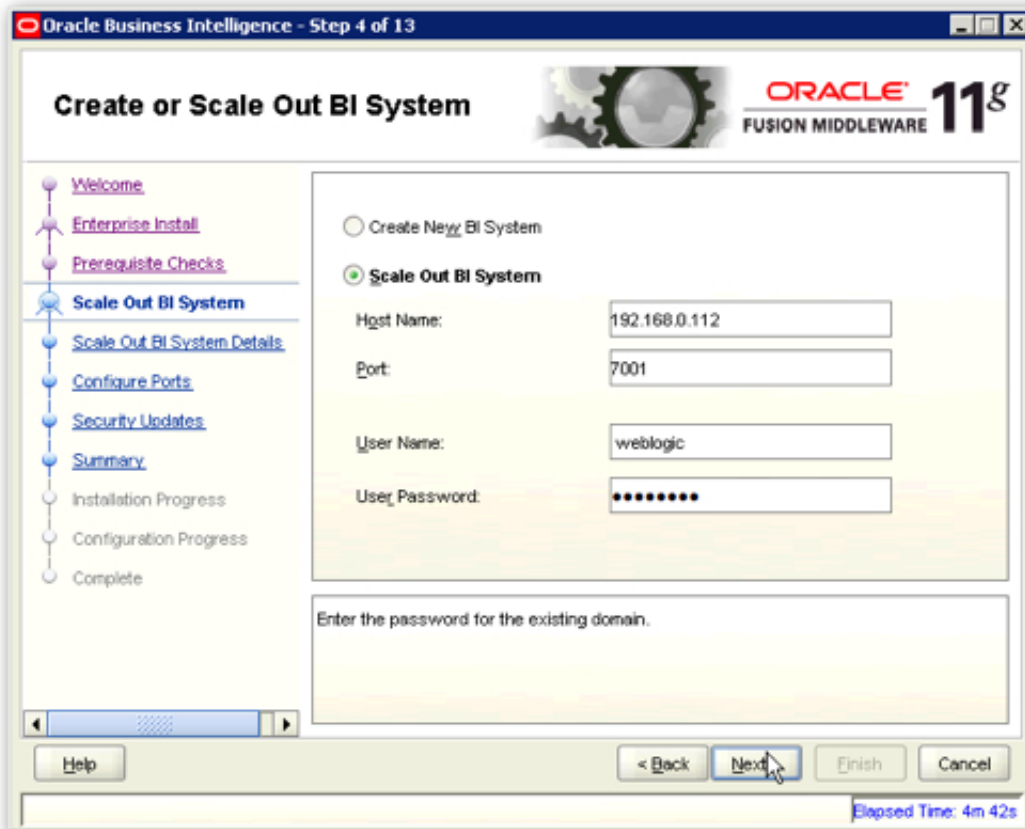 Oracle Business Intelligence - Step 4 of 13
Create or Scale Out BI System
ORACLE
FUSION MIDDLEWARE
11g
Welcome
Enterprise Install
Prerequisite Checks
Scale Out BI System
Scale Out BI System Details
Configure Ports
Security Updates
Summary
Installation Progress
Configuration Progress
Complete
Create New BI System
Scale Out BI System
Host Name: 192.168.0.112
Port: 7001
User Name: weblogic
User Password: ••••••••
Enter the password for the existing domain.
Help
< Back
Next
Finish
Cancel
Elapsed Time: 4m 42s